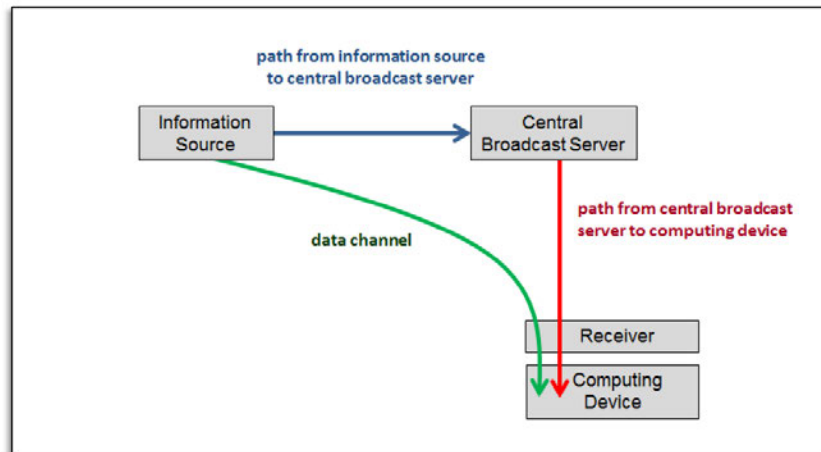 path from information source
to central broadcast server
Information
Source
Central
Broadcast Server
path from central broadcast
server to computing device
data channel
Receiver
Computing
Device